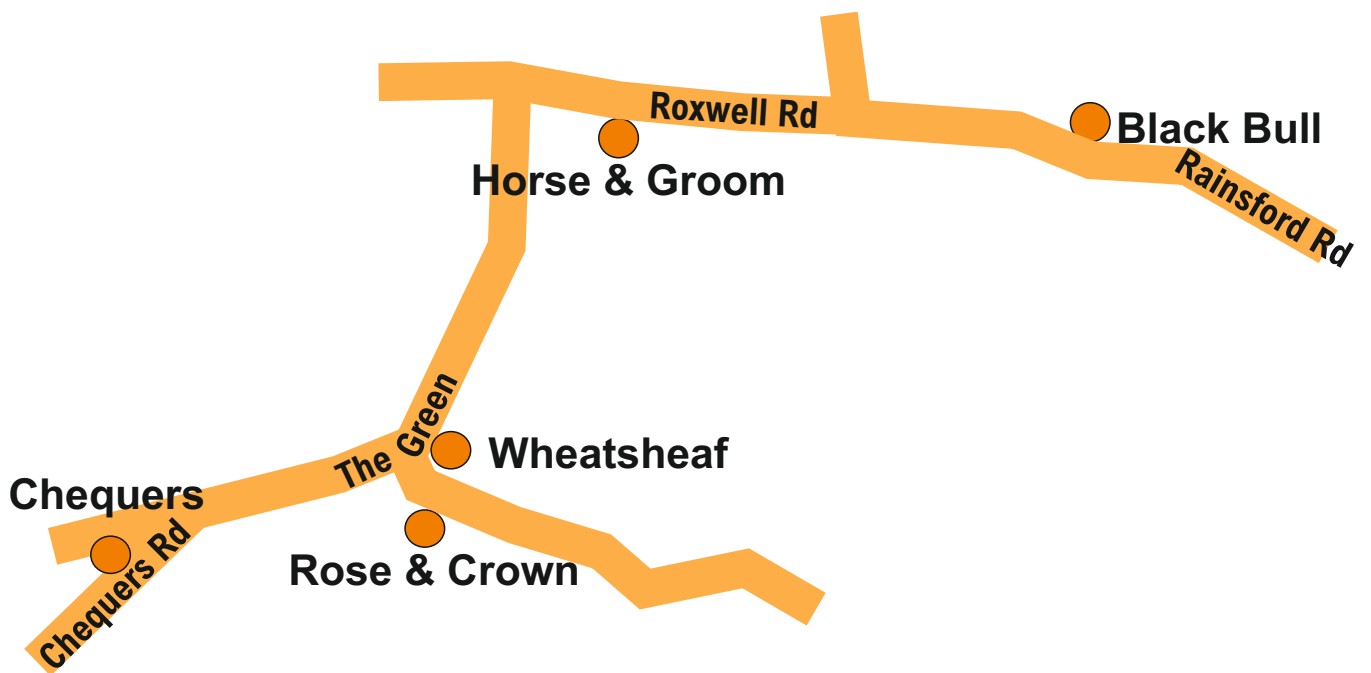 Roxwell Rd
Black Bull
Horse & Groom
Rainsford Rd
The Green
Wheatsheaf
Chequers
Chequers Rd
Rose & Crown